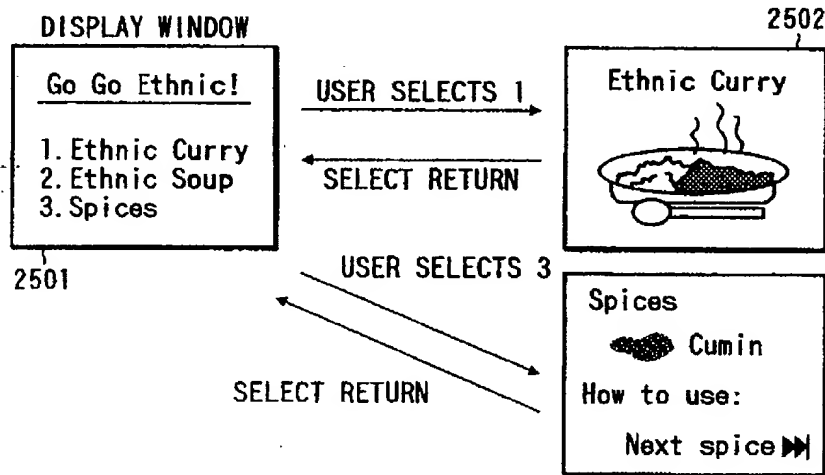 DISPLAY WINDOW
Go Go Ethnic!
1. Ethnic Curry
2. Ethnic Soup
3. Spices
2501
USER SELECTS 1
SELECT RETURN
2502
Ethnic Curry
USER SELECTS 3
SELECT RETURN
Spices
Cumin
How to use:
Next spice